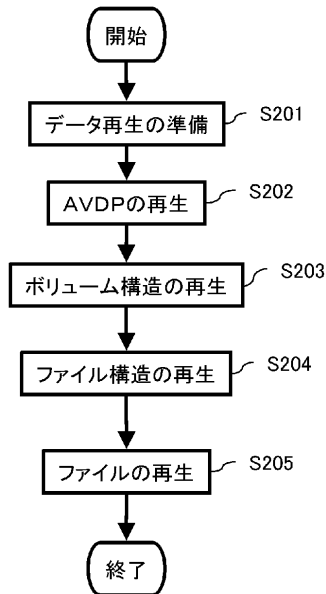 開始
データ再生の準備
S201
AVDPの再生
S202
ボリューム構造の再生
S203
ファイル構造の再生
S204
ファイルの再生
S205
終了